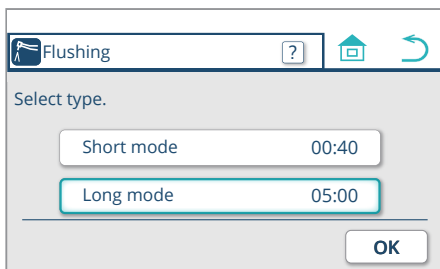 Flushing ?
Select type.
Short mode 00:40
Long mode 05:00
OK